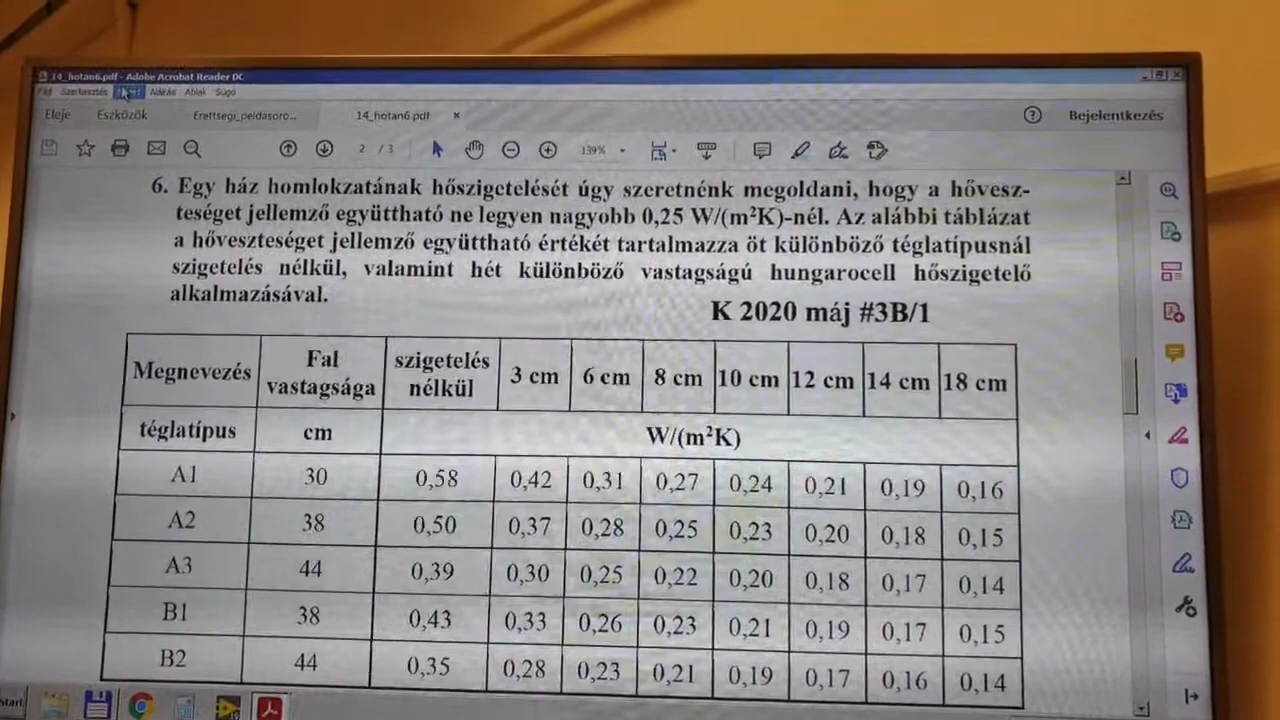 14_hotan6.pdf - Adobe Acrobat Reader DC
Szerkesztés Aláírás Ablak Súgó
Eleje Eszközök Erettsegi_peldasoro... 14_hotan6.pdf × ? Bejelentkezés
2 / 3 139%
6. Egy ház homlokzatának hőszigetelését úgy szeretnénk megoldani, hogy a hővesz-
teséget jellemző együttható ne legyen nagyobb 0,25 W/(m²K)-nél. Az alábbi táblázat
a hőveszteséget jellemző együttható értékét tartalmazza öt különböző téglatípusnál
szigetelés nélkül, valamint hét különböző vastagságú hungarocell hőszigetelő
alkalmazásával.
K 2020 máj #3B/1
Megnevezés Fal vastagsága szigetelés nélkül 3 cm 6 cm 8 cm 10 cm 12 cm 14 cm 18 cm
téglatípus cm W/(m²K)
A1 30 0,58 0,42 0,31 0,27 0,24 0,21 0,19 0,16
A2 38 0,50 0,37 0,28 0,25 0,23 0,20 0,18 0,15
A3 44 0,39 0,30 0,25 0,22 0,20 0,18 0,17 0,14
B1 38 0,43 0,33 0,26 0,23 0,21 0,19 0,17 0,15
B2 44 0,35 0,28 0,23 0,21 0,19 0,17 0,16 0,14
Start